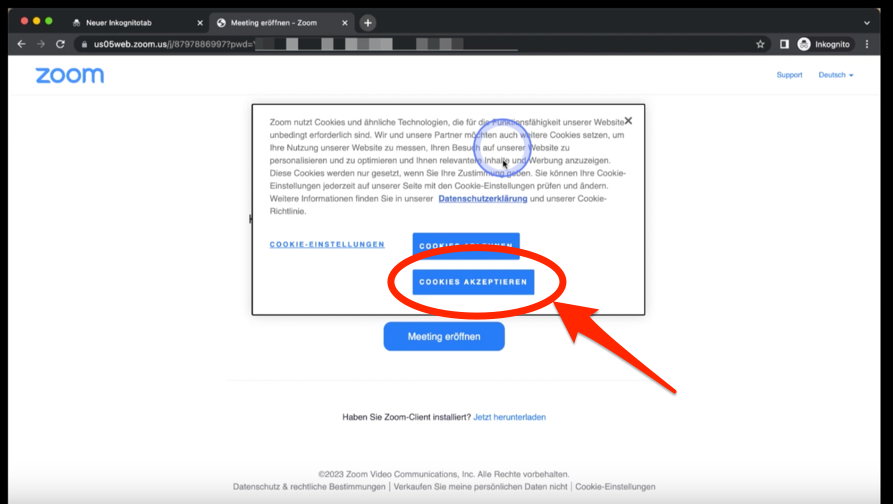 Neuer Inkognitotab
Meeting eröffnen - Zoom
us05web.zoom.us/j/8797886997?pwd=
Inkognito
zoom
Support
Deutsch
Zoom nutzt Cookies und ähnliche Technologien, die für die Funktionsfähigkeit unserer Website
unbedingt erforderlich sind. Wir und unsere Partner möchten auch weitere Cookies setzen, um
Ihre Nutzung unserer Website zu messen, Ihren Besuch auf unserer Website zu
personalisieren und zu optimieren und Ihnen relevantere Inhalte und Werbung anzuzeigen.
Diese Cookies werden nur gesetzt, wenn Sie Ihre Zustimmung geben. Sie können Ihre Cookie-
Einstellungen jederzeit auf unserer Seite mit den Cookie-Einstellungen prüfen und ändern.
Weitere Informationen finden Sie in unserer Datenschutzerklärung und unserer Cookie-
Richtlinie.
COOKIE-EINSTELLUNGEN
COOKIES ABLEHNEN
COOKIES AKZEPTIEREN
Meeting eröffnen
Haben Sie Zoom-Client installiert? Jetzt herunterladen
©2023 Zoom Video Communications, Inc. Alle Rechte vorbehalten.
Datenschutz & rechtliche Bestimmungen | Verkaufen Sie meine persönlichen Daten nicht | Cookie-Einstellungen